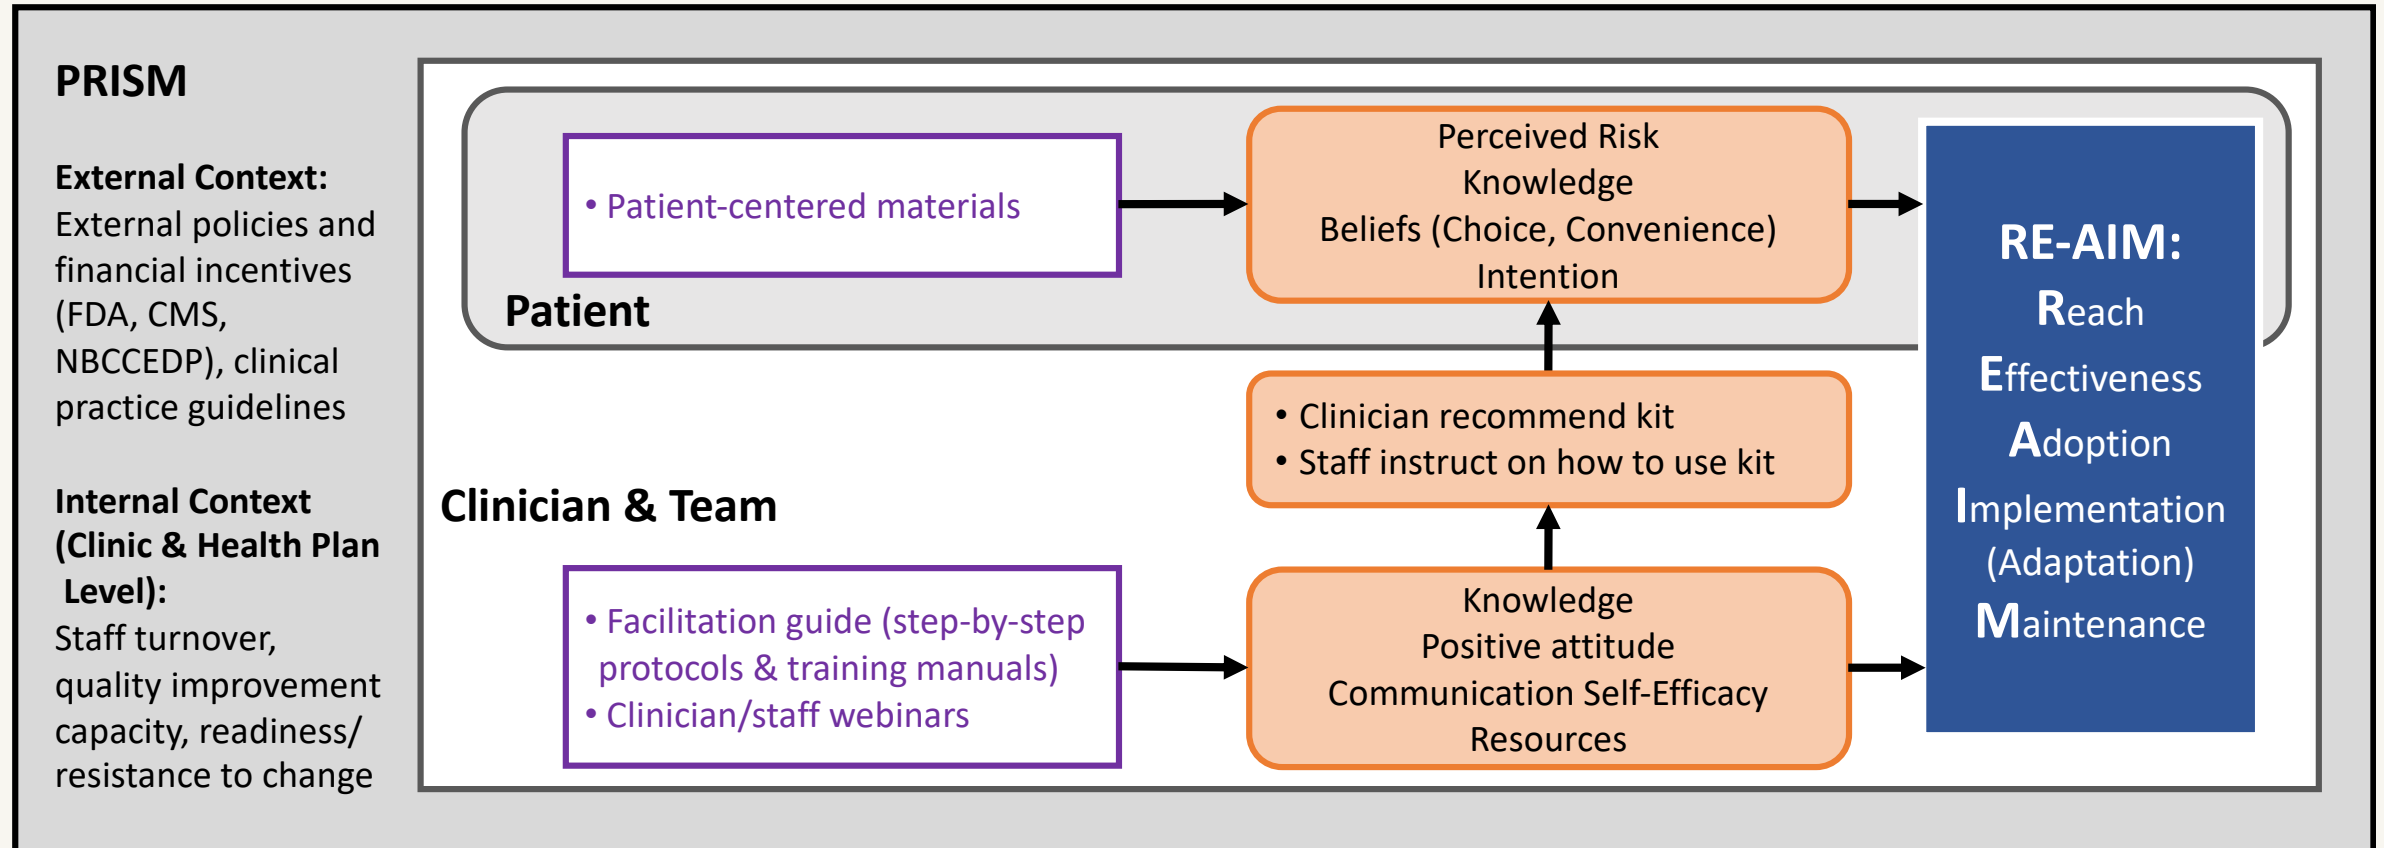 PRISM
External Context:
External policies and
financial incentives
(FDA, CMS,
NBCCEDP), clinical
practice guidelines
Internal Context
(Clinic & Health Plan
Level):
Staff turnover,
quality improvement
capacity, readiness/
resistance to change
• Patient-centered materials
Patient
Perceived Risk
Knowledge
Beliefs (Choice, Convenience)
Intention
• Clinician recommend kit
• Staff instruct on how to use kit
Clinician & Team
• Facilitation guide (step-by-step
protocols & training manuals)
• Clinician/staff webinars
Knowledge
Positive attitude
Communication Self-Efficacy
Resources
RE-AIM:
Reach
Effectiveness
Adoption
Implementation
(Adaptation)
Maintenance